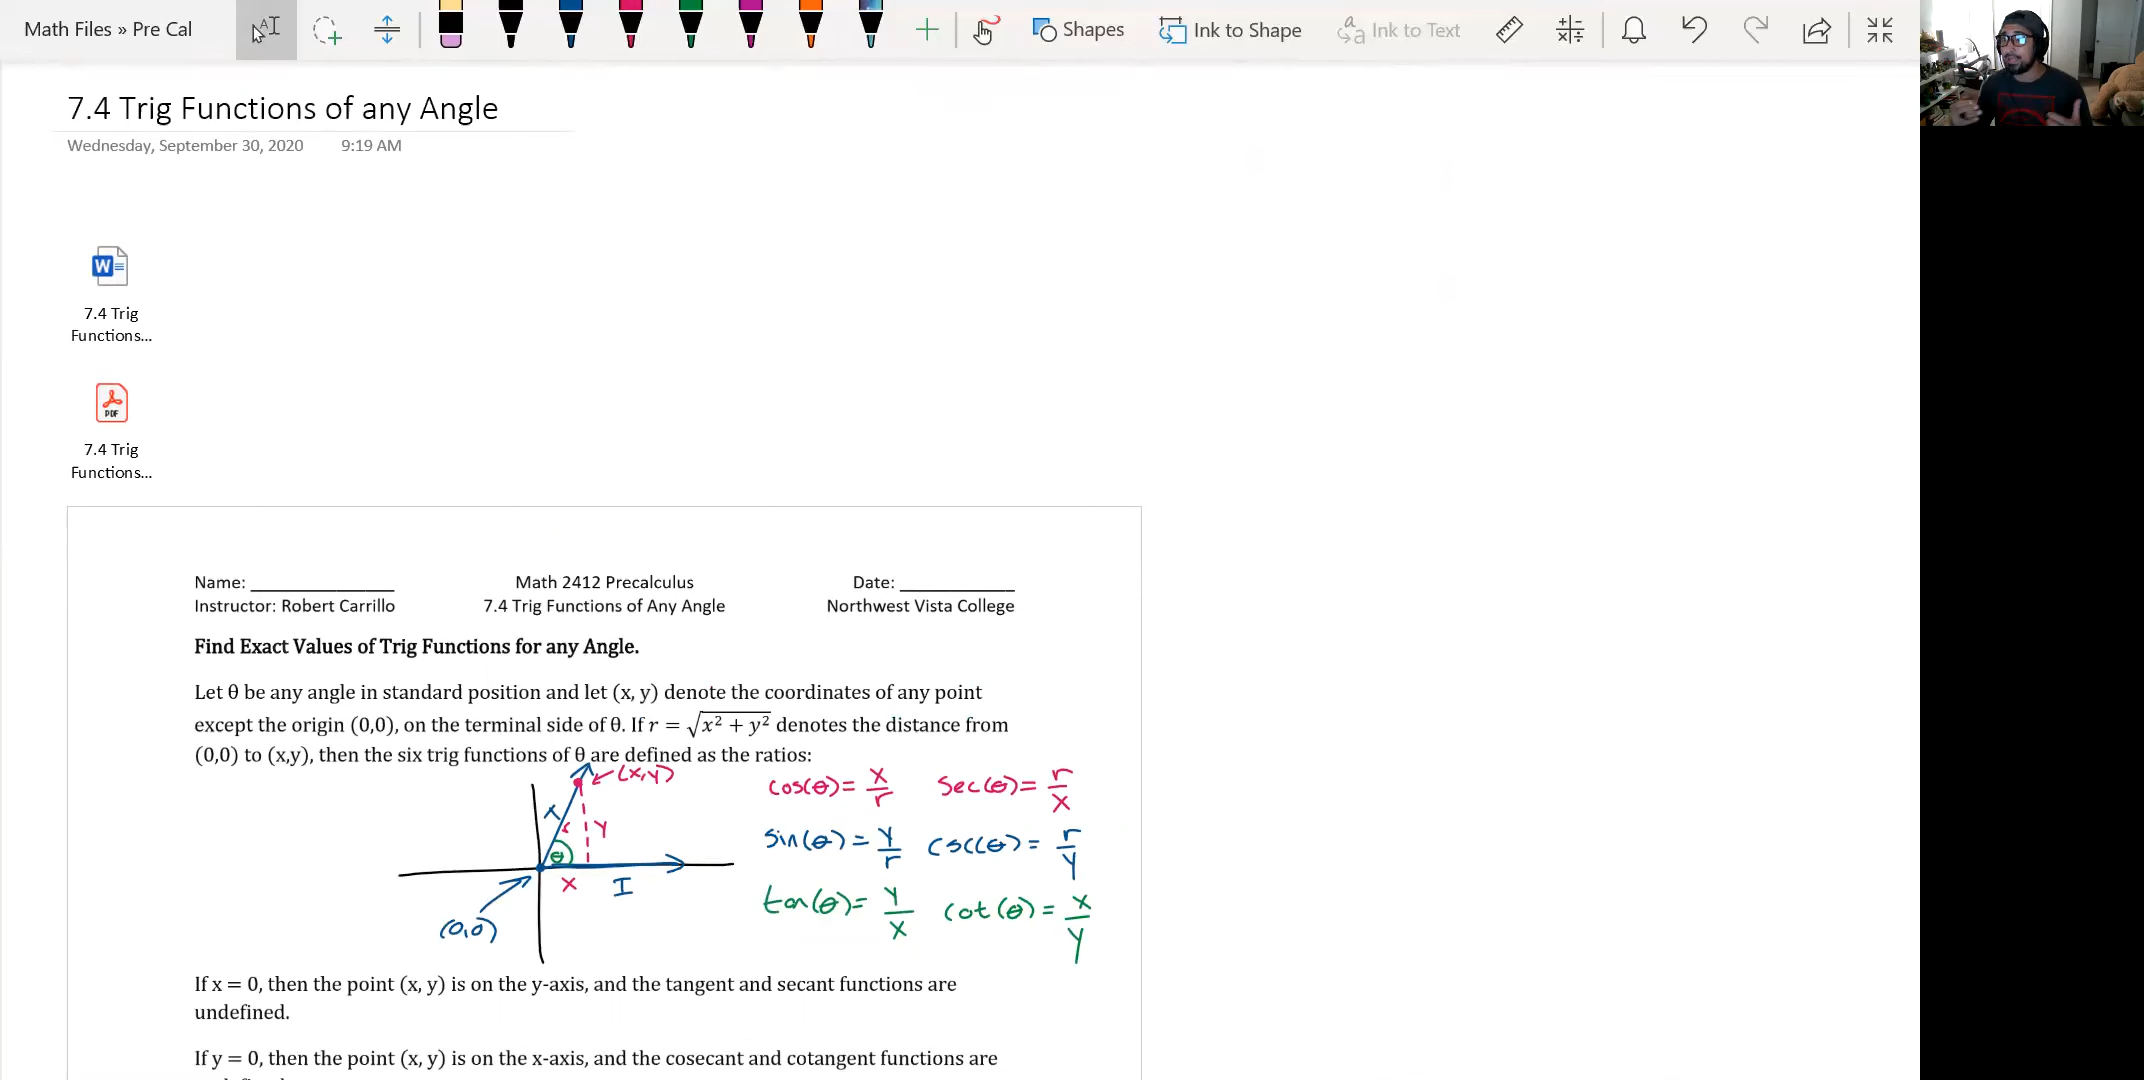 Math Files » Pre Cal
Shapes
Ink to Shape
Ink to Text
7.4 Trig Functions of any Angle
Wednesday, September 30, 2020 9:19 AM
7.4 Trig
Functions...
PDF
7.4 Trig
Functions...
Name: _______________ Math 2412 Precalculus Date: ____________
Instructor: Robert Carrillo 7.4 Trig Functions of Any Angle Northwest Vista College
Find Exact Values of Trig Functions for any Angle.
Let θ be any angle in standard position and let (x, y) denote the coordinates of any point
except the origin (0,0), on the terminal side of θ. If r = √(x² + y²) denotes the distance from
(0,0) to (x,y), then the six trig functions of θ are defined as the ratios:
(x,y)
r
y
θ
x
I
(0,0)
cos(θ)= x/r sec(θ)= r/x
sin(θ)= y/r csc(θ)= r/y
tan(θ)= y/x cot(θ)= x/y
If x = 0, then the point (x, y) is on the y-axis, and the tangent and secant functions are
undefined.
If y = 0, then the point (x, y) is on the x-axis, and the cosecant and cotangent functions are